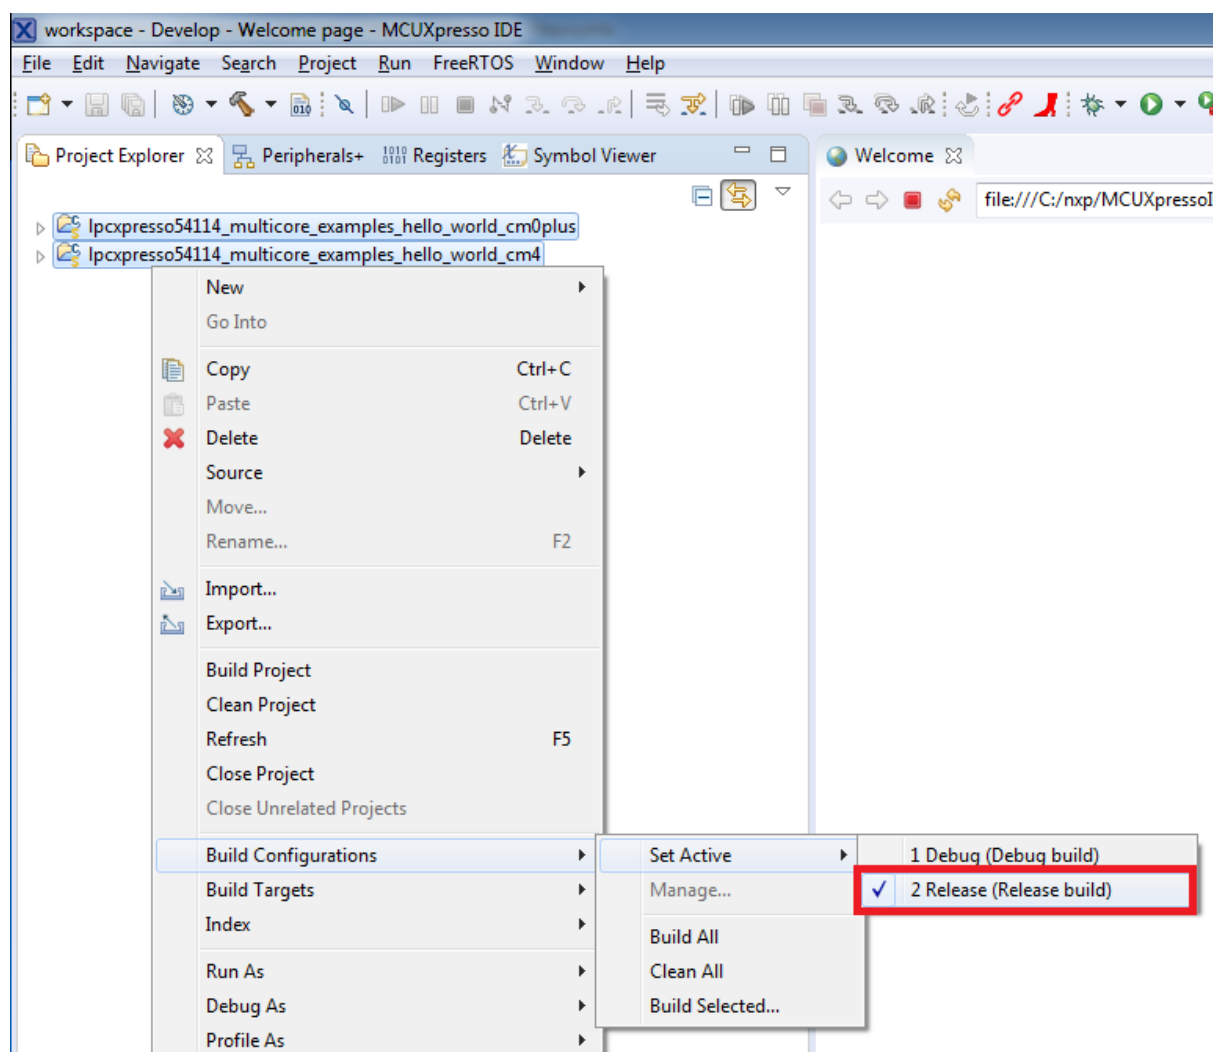 workspace - Develop - Welcome page - MCUXpresso IDE
File Edit Navigate Search Project Run FreeRTOS Window Help
Project Explorer Peripherals+ Registers Symbol Viewer Welcome
file:///C:/nxp/MCUXpressoI
lpcxpresso54114_multicore_examples_hello_world_cm0plus
lpcxpresso54114_multicore_examples_hello_world_cm4
New
Go Into
Copy Ctrl+C
Paste Ctrl+V
Delete Delete
Source
Move...
Rename... F2
Import...
Export...
Build Project
Clean Project
Refresh F5
Close Project
Close Unrelated Projects
Build Configurations Set Active 1 Debug (Debug build)
Build Targets Manage... 2 Release (Release build)
Index
Build All
Run As Clean All
Debug As Build Selected...
Profile As